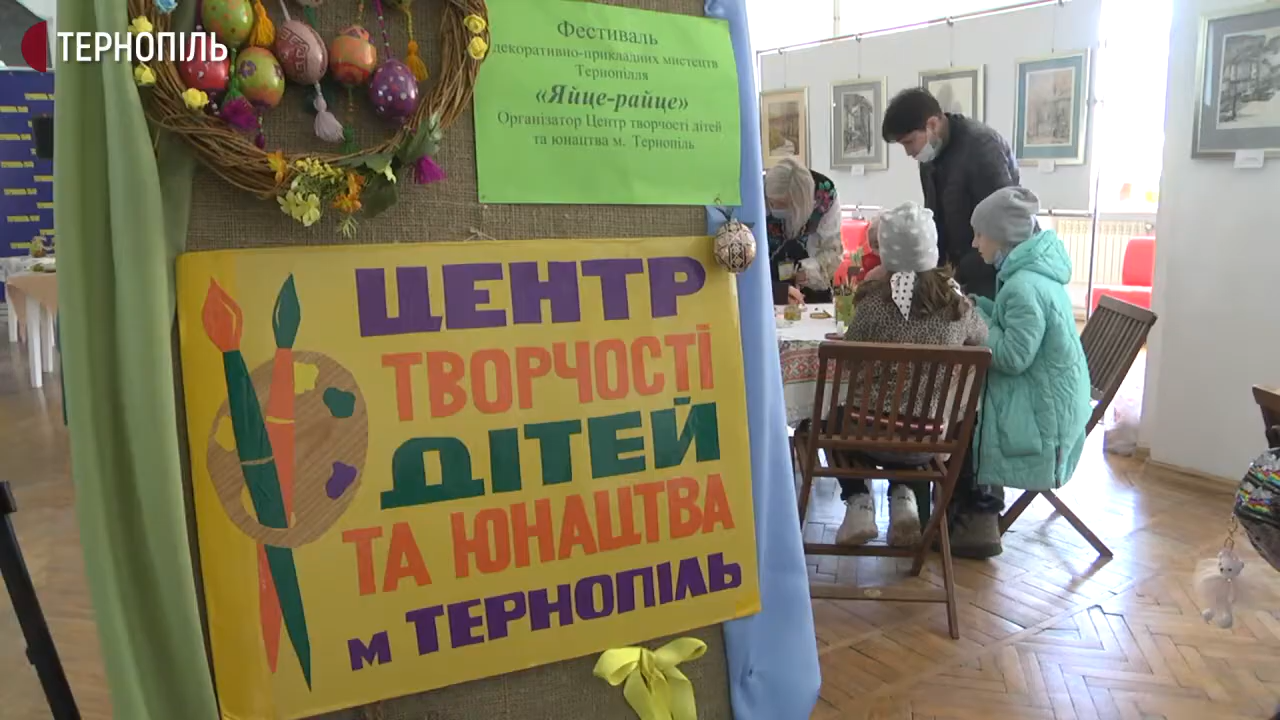 ТЕРНОПІЛЬ
Фестиваль
декоративно-прикладних мистецтв
Тернопілля
«Яйце-райце»
Організатор Центр творчості дітей
та юнацтва м. Тернопіль
ЦЕНТР
ТВОРЧОСТІ
ДІТЕЙ
ТА ЮНАЦТВА
М ТЕРНОПІЛЬ